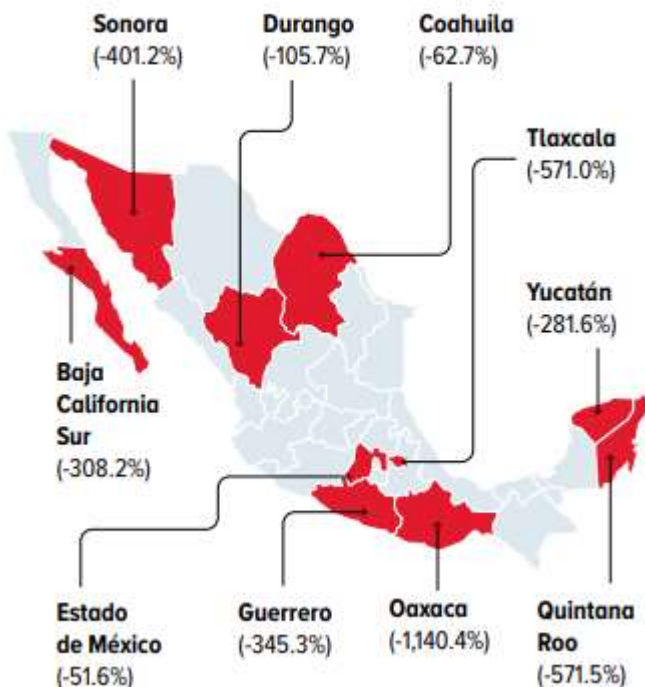 Sonora
(-401.2%)
Durango
(-105.7%)
Coahuila
(-62.7%)
Tlaxcala
(-571.0%)
Yucatán
(-281.6%)
Baja
California
Sur
(-308.2%)
Estado
de México
(-51.6%)
Guerrero
(-345.3%)
Oaxaca
(-1,140.4%)
Quintana
Roo
(-571.5%)